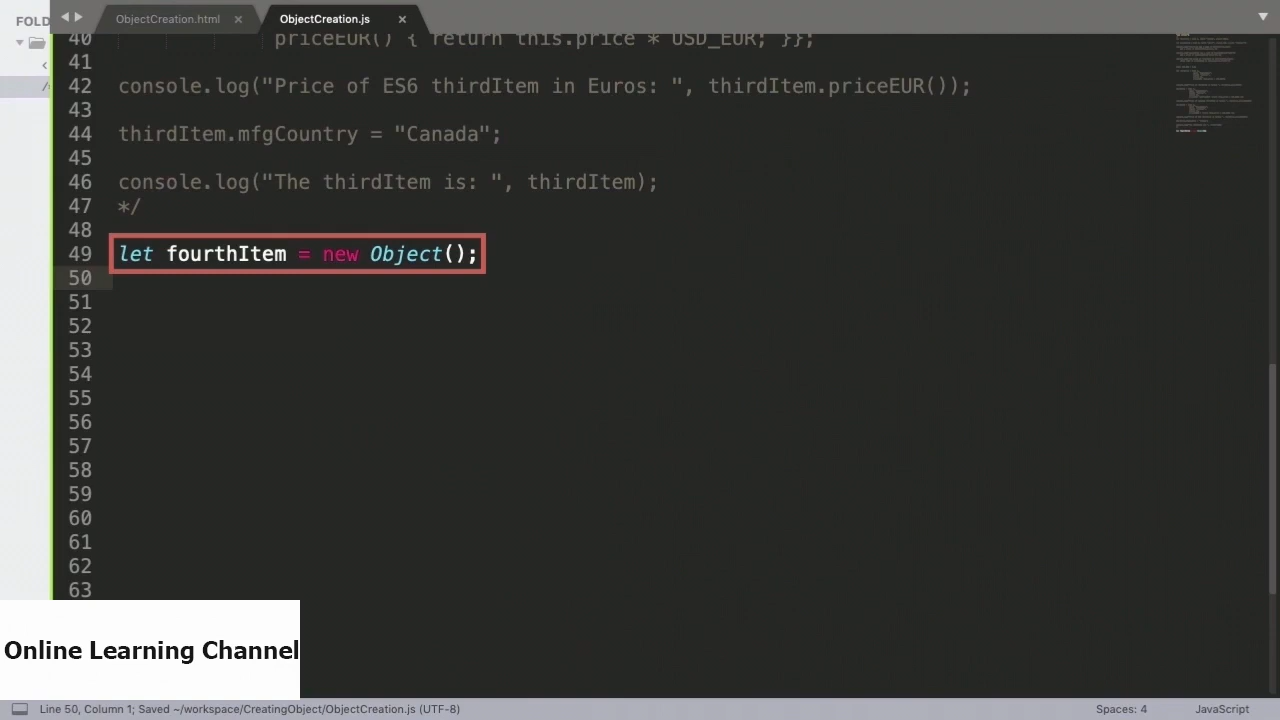 FOLD
ObjectCreation.html ×
ObjectCreation.js ×
40 priceEUR() { return this.price * USD_EUR; }};
41
42 console.log("Price of ES6 thirdItem in Euros: ", thirdItem.priceEUR());
43
44 thirdItem.mfgCountry = "Canada";
45
46 console.log("The thirdItem is: ", thirdItem);
47 */
48
49 let fourthItem = new Object();
50
51
52
53
54
55
56
57
58
59
60
61
62
63
Online Learning Channel
Line 50, Column 1; Saved ~/workspace/CreatingObject/ObjectCreation.js (UTF-8)
Spaces: 4
JavaScript